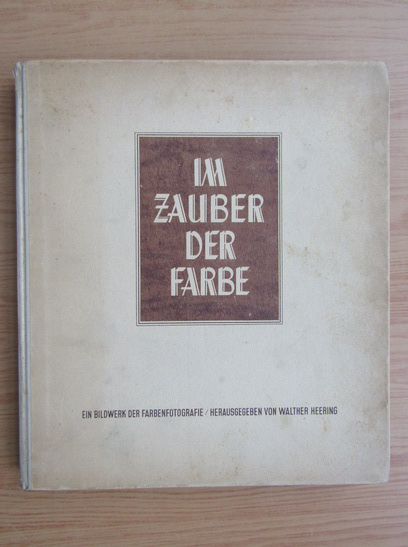 IM
ZAUBER
DER
FARBE
EIN BILDWERK DER FARBENFOTOGRAFIE / HERAUSGEGEBEN VON WALTHER HEERING